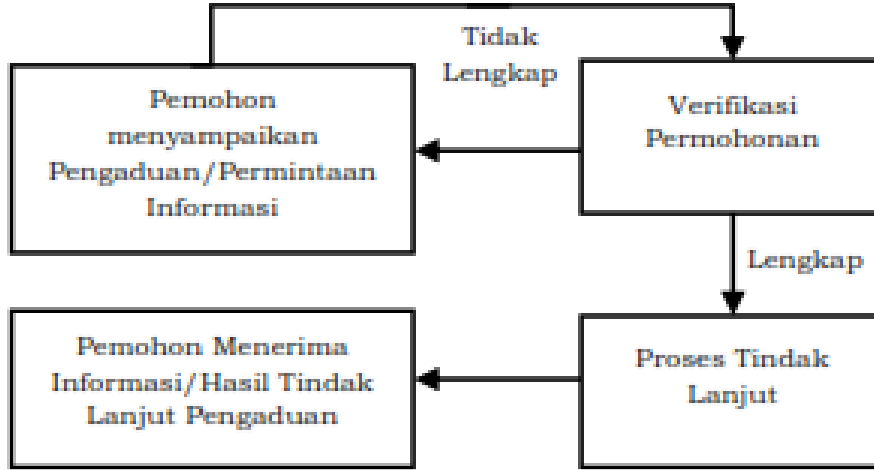 Tidak
Lengkap
Pemohon
menyampaikan
Pengaduan/Permintaan
Informasi
Verifikasi
Permohonan
Lengkap
Pemohon Menerima
Informasi/Hasil Tindak
Lanjut Pengaduan
Proses Tindak
Lanjut